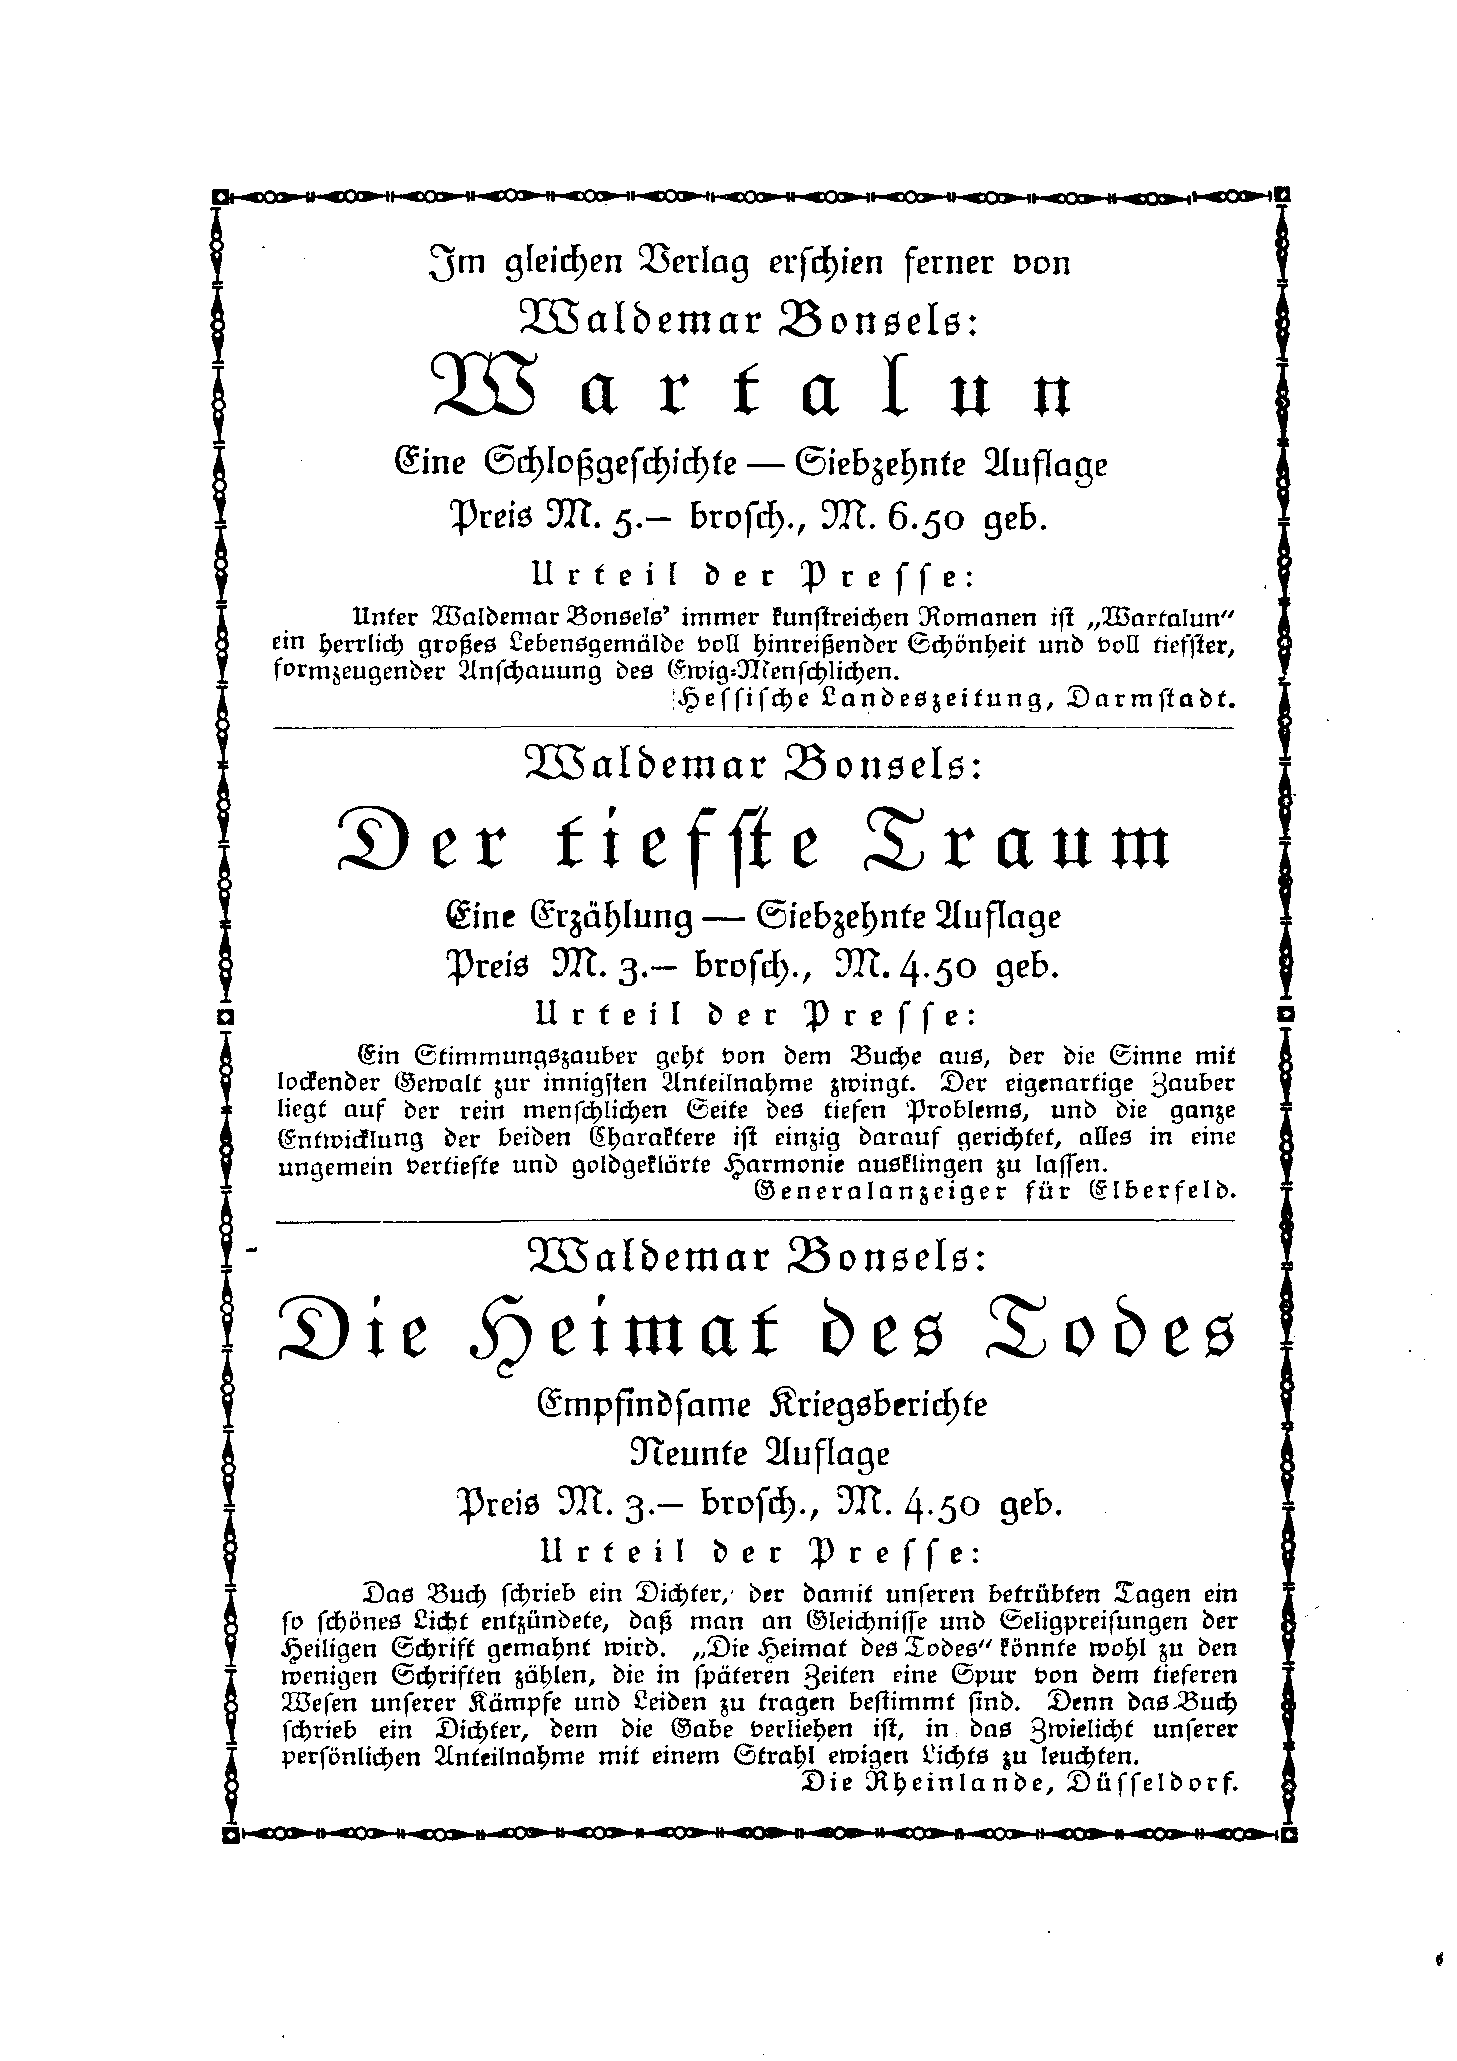 Im gleichen Verlag erschien ferner von
Waldemar Bonsels:
Wartalun
Eine Schloßgeschichte — Siebzehnte Auflage
Preis M. 5.— brosch., M. 6.50 geb.
Urteil der Presse:
Unter Waldemar Bonsels' immer kunstreichen Romanen ist „Wartalun“
ein herrlich großes Lebensgemälde voll hinreißender Schönheit und voll tiefster,
formzeugender Anschauung des Ewig-Menschlichen.
Hessische Landeszeitung, Darmstadt.
Waldemar Bonsels:
Der tiefste Traum
Eine Erzählung — Siebzehnte Auflage
Preis M. 3.— brosch., M. 4.50 geb.
Urteil der Presse:
Ein Stimmungszauber geht von dem Buche aus, der die Sinne mit
lockender Gewalt zur innigsten Anteilnahme zwingt. Der eigenartige Zauber
liegt auf der rein menschlichen Seite des tiefen Problems, und die ganze
Entwicklung der beiden Charaktere ist einzig darauf gerichtet, alles in eine
ungemein vertiefte und goldgeklärte Harmonie ausklingen zu lassen.
Generalanzeiger für Elberfeld.
Waldemar Bonsels:
Die Heimat des Todes
Empfindsame Kriegsberichte
Neunte Auflage
Preis M. 3.— brosch., M. 4.50 geb.
Urteil der Presse:
Das Buch schrieb ein Dichter, der damit unseren betrübten Tagen ein
so schönes Licht entzündete, daß man an Gleichnisse und Seligpreisungen der
Heiligen Schrift gemahnt wird. „Die Heimat des Todes“ könnte wohl zu den
wenigen Schriften zählen, die in späteren Zeiten eine Spur von dem tieferen
Wesen unserer Kämpfe und Leiden zu tragen bestimmt sind. Denn das Buch
schrieb ein Dichter, dem die Gabe verliehen ist, in das Zwielicht unserer
persönlichen Anteilnahme mit einem Strahl ewigen Lichts zu leuchten.
Die Rheinlande, Düsseldorf.